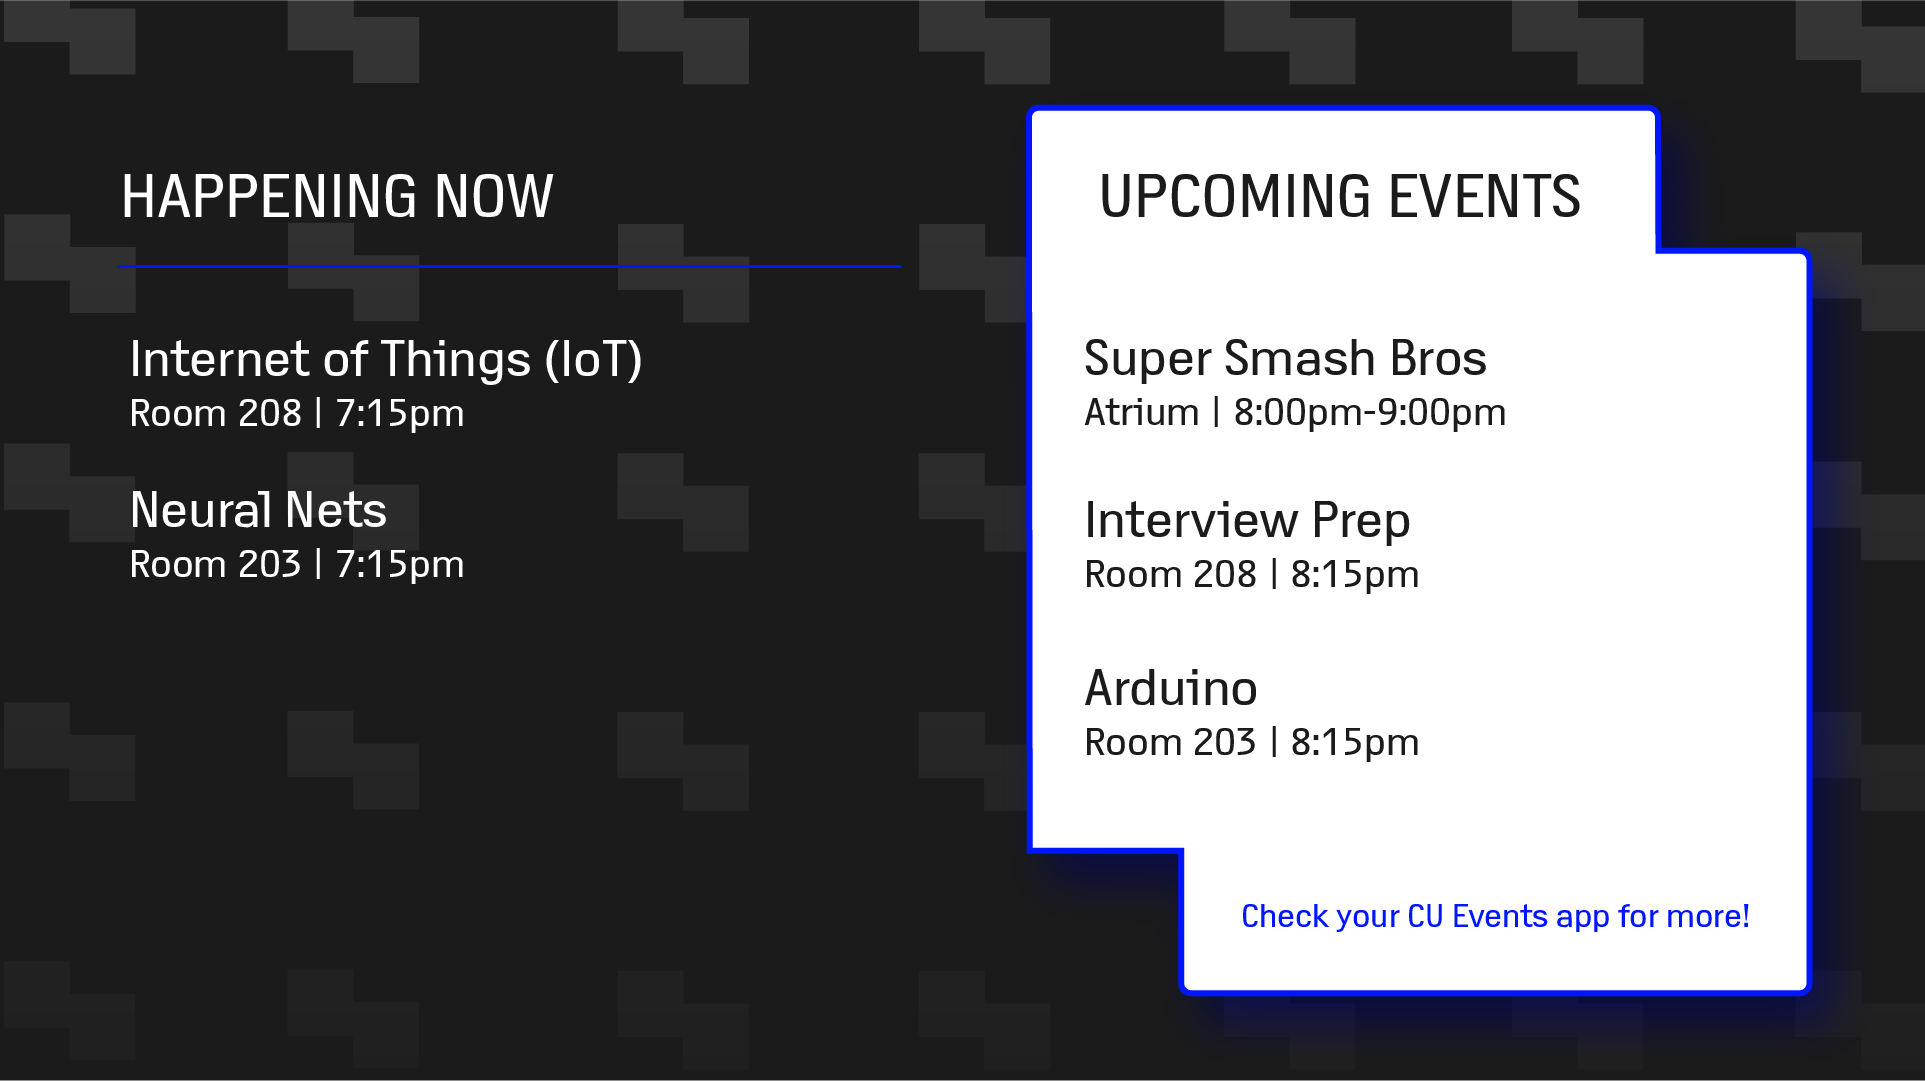 HAPPENING NOW
Internet of Things (IoT)
Room 208 | 7:15pm
Neural Nets
Room 203 | 7:15pm
UPCOMING EVENTS
Super Smash Bros
Atrium | 8:00pm-9:00pm
Interview Prep
Room 208 | 8:15pm
Arduino
Room 203 | 8:15pm
Check your CU Events app for more!